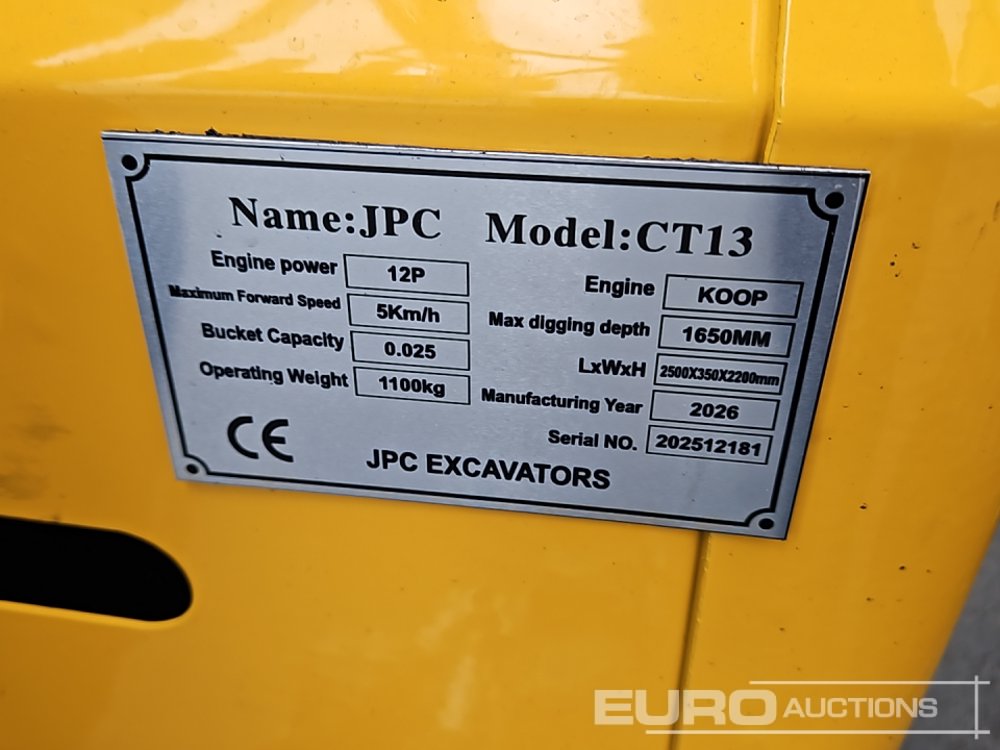 Name:JPC Model:CT13
Engine power 12P
Maximum Forward Speed 5Km/h
Bucket Capacity 0.025
Operating Weight 1100kg
Engine KOOP
Max digging depth 1650MM
LxWxH 2500X350X2200mm
Manufacturing Year 2026
Serial NO. 202512181
CE
JPC EXCAVATORS
EURO AUCTIONS